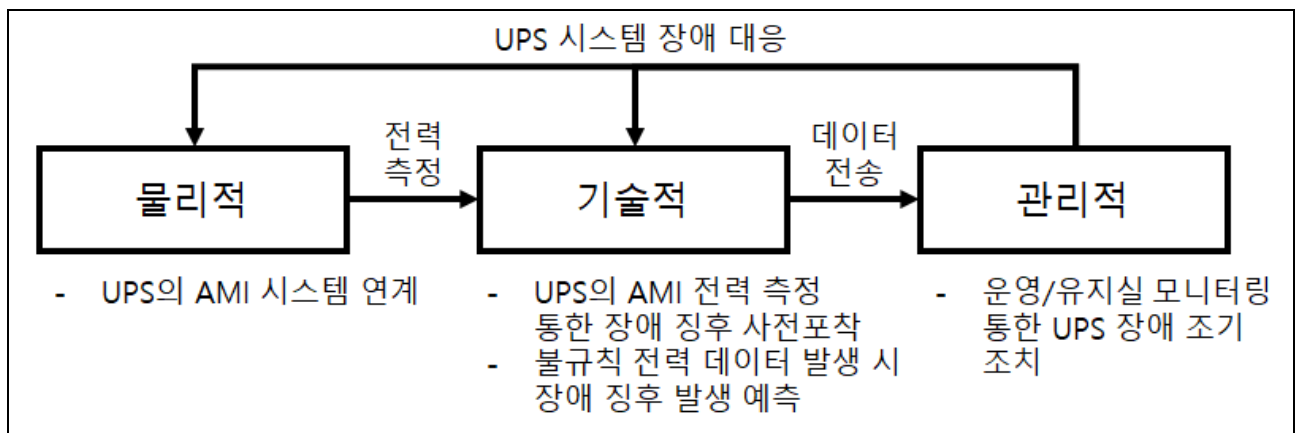 UPS 시스템 장애 대응
전력
측정
데이터
전송
물리적
기술적
관리적
- UPS의 AMI 시스템 연계
- UPS의 AMI 전력 측정
통한 장애 징후 사전포착
- 불규칙 전력 데이터 발생 시
장애 징후 발생 예측
- 운영/유지실 모니터링
통한 UPS 장애 조기
조치